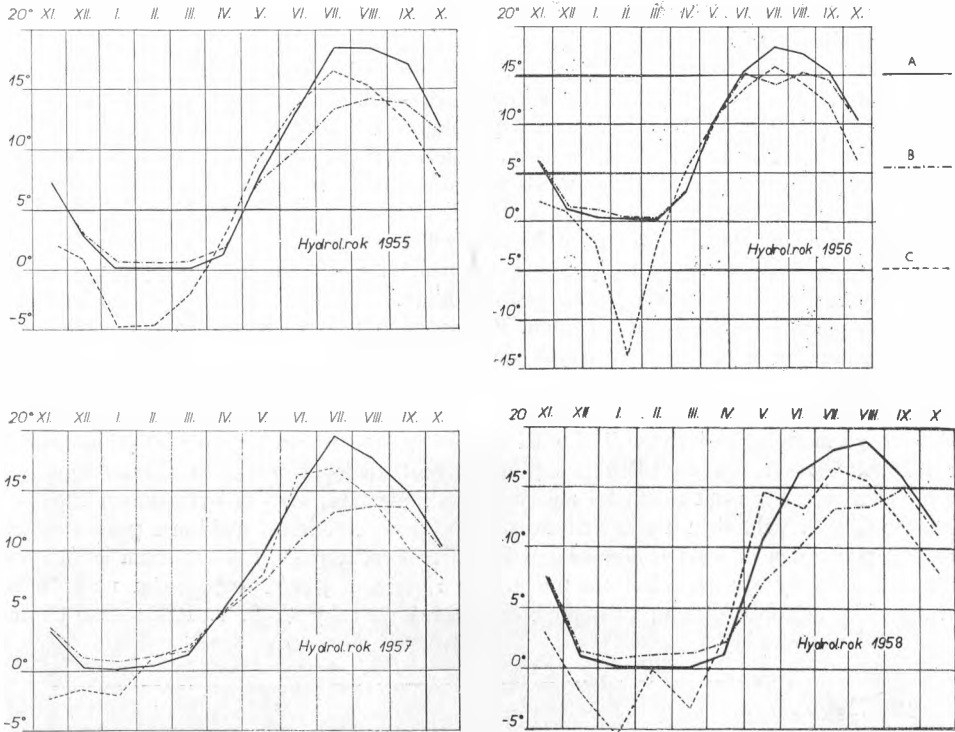 20° XI. XII. I. II. III. IV. V. VI. VII. VIII. IX. X.
15°
10°
5°
0°
-5°
Hydrol.rok 1955
20° XI. XII I. II. III IV. V. VI. VII. VIII. IX. X.
15°
10°
5°
0°
-5°
-10°
-15°
Hydrol.rok 1956
A
B
C
20° XI. XII. I. II. III. IV. V. VI. VII. VIII. IX. X.
15°
10°
5°
0°
-5°
Hydrol.rok 1957
20 XI. XII I. II. III. IV. V. VI. VII. VIII. IX. X
15°
10°
5°
0°
-5°
Hydrol.rok 1958